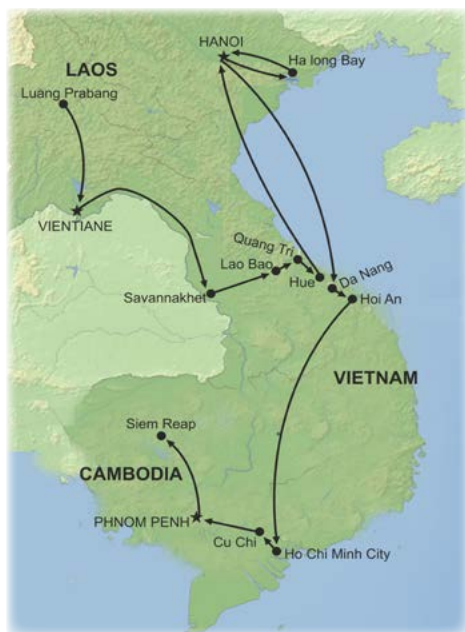 HANOI
Ha long Bay
LAOS
Luang Prabang
VIENTIANE
Quang Tri
Lao Bao
Da Nang
Hue
Savannakhet
Hoi An
VIETNAM
Siem Reap
CAMBODIA
PHNOM PENH
Cu Chi
Ho Chi Minh City